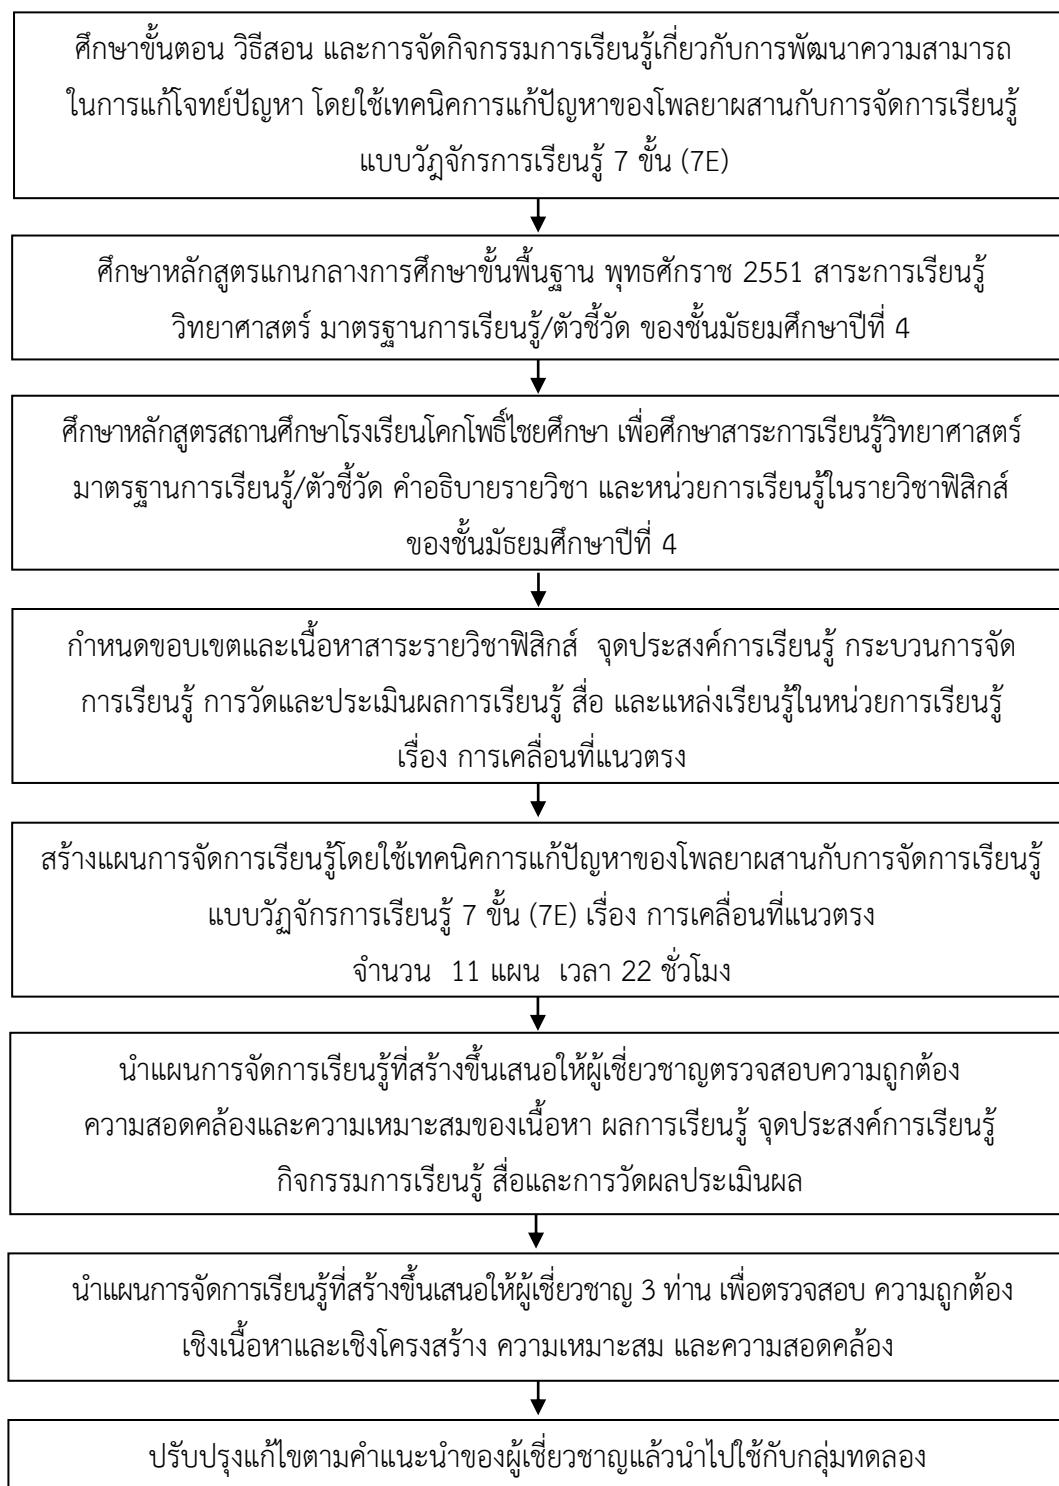 ศึกษาขั้นตอน วิธีสอน และการจัดกิจกรรมการเรียนรู้เกี่ยวกับการพัฒนาความสามารถ
ในการแก้โจทย์ปัญหา โดยใช้เทคนิคการแก้ปัญหาของโพลยาผสานกับการจัดการเรียนรู้
แบบวัฎจักรการเรียนรู้ 7 ขั้น (7E)
ศึกษาหลักสูตรแกนกลางการศึกษาขั้นพื้นฐาน พุทธศักราช 2551 สาระการเรียนรู้
วิทยาศาสตร์ มาตรฐานการเรียนรู้/ตัวชี้วัด ของชั้นมัธยมศึกษาปีที่ 4
ศึกษาหลักสูตรสถานศึกษาโรงเรียนโคกโพธิ์ไชยศึกษา เพื่อศึกษาสาระการเรียนรู้วิทยาศาสตร์
มาตรฐานการเรียนรู้/ตัวชี้วัด คำอธิบายรายวิชา และหน่วยการเรียนรู้ในรายวิชาฟิสิกส์
ของชั้นมัธยมศึกษาปีที่ 4
กำหนดขอบเขตและเนื้อหาสาระรายวิชาฟิสิกส์ จุดประสงค์การเรียนรู้ กระบวนการจัด
การเรียนรู้ การวัดและประเมินผลการเรียนรู้ สื่อ และแหล่งเรียนรู้ในหน่วยการเรียนรู้
เรื่อง การเคลื่อนที่แนวตรง
สร้างแผนการจัดการเรียนรู้โดยใช้เทคนิคการแก้ปัญหาของโพลยาผสานกับการจัดการเรียนรู้
แบบวัฏจักรการเรียนรู้ 7 ขั้น (7E) เรื่อง การเคลื่อนที่แนวตรง
จำนวน 11 แผน เวลา 22 ชั่วโมง
นำแผนการจัดการเรียนรู้ที่สร้างขึ้นเสนอให้ผู้เชี่ยวชาญตรวจสอบความถูกต้อง
ความสอดคล้องและความเหมาะสมของเนื้อหา ผลการเรียนรู้ จุดประสงค์การเรียนรู้
กิจกรรมการเรียนรู้ สื่อและการวัดผลประเมินผล
นำแผนการจัดการเรียนรู้ที่สร้างขึ้นเสนอให้ผู้เชี่ยวชาญ 3 ท่าน เพื่อตรวจสอบ ความถูกต้อง
เชิงเนื้อหาและเชิงโครงสร้าง ความเหมาะสม และความสอดคล้อง
ปรับปรุงแก้ไขตามคำแนะนำของผู้เชี่ยวชาญแล้วนำไปใช้กับกลุ่มทดลอง